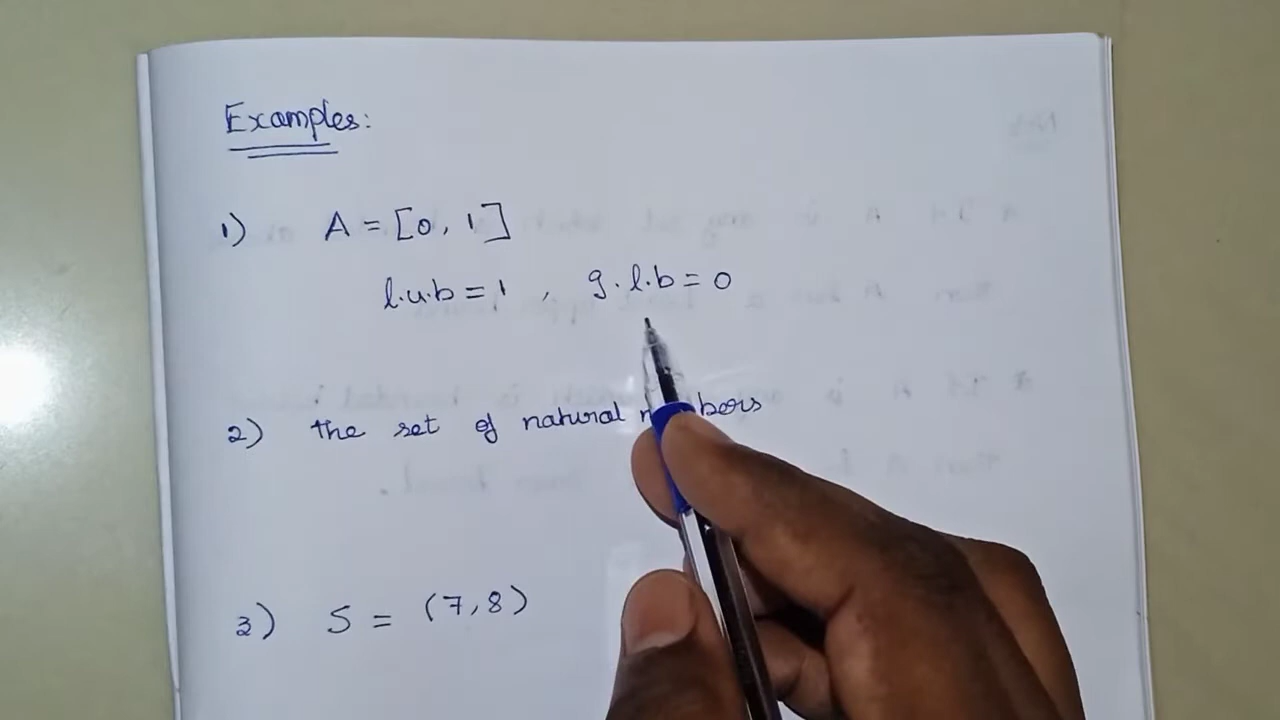 Examples:
1) A = [0, 1]
l.u.b = 1 , g.l.b = 0
2) the set of natural
3) S = (7, 8)